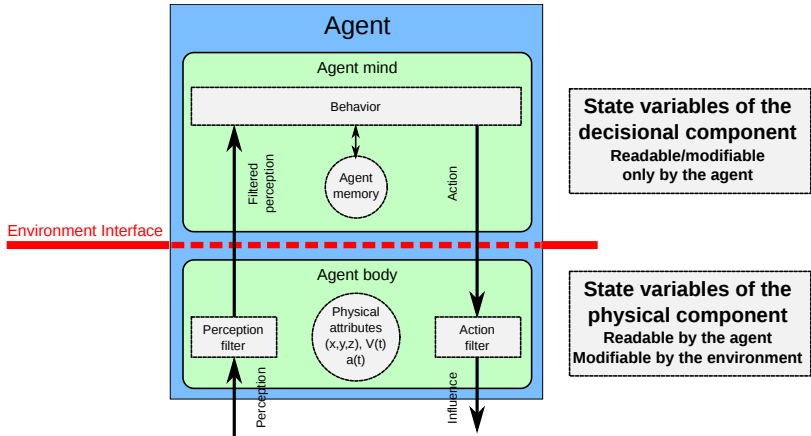 Agent
Agent mind
Behavior
Filtered
perception
Agent
memory
Action
State variables of the
decisional component
Readable/modifiable
only by the agent
Environment Interface
Agent body
Perception
filter
Physical
attributes
(x,y,z), V(t)
a(t)
Action
filter
Perception
Influence
State variables of the
physical component
Readable by the agent
Modifiable by the environment